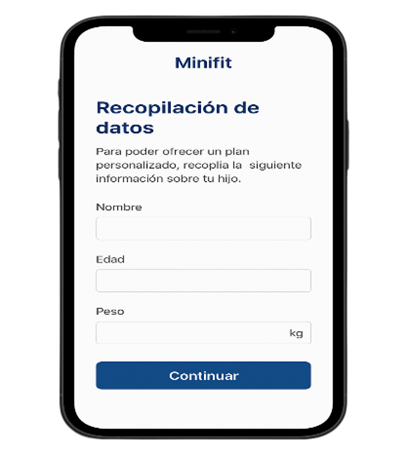 Minifit
Recopilación de
datos
Para poder ofrecer un plan
personalizado, recoplia la siguiente
información sobre tu hijo.
Nombre
Edad
Peso
kg
Continuar